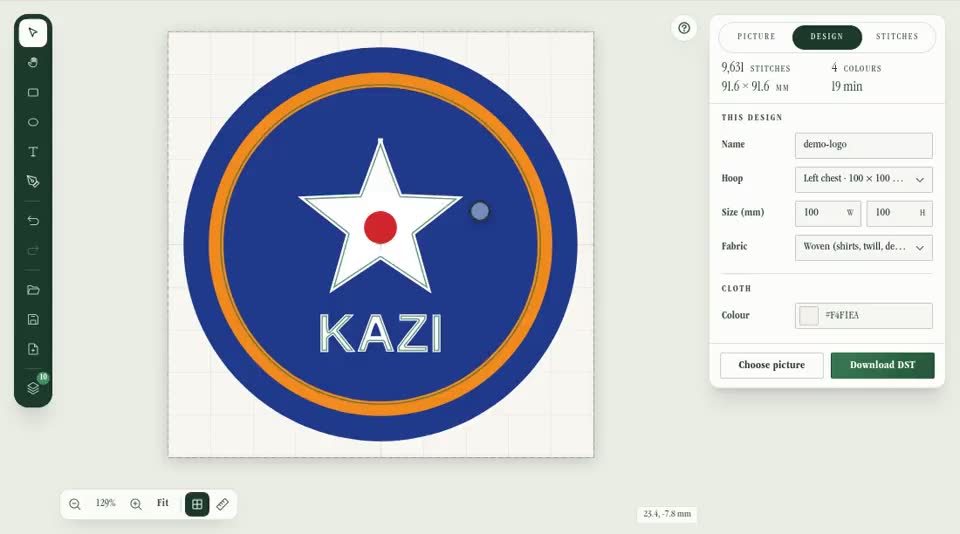 PICTURE DESIGN STITCHES
9,631 STITCHES 4 COLOURS
91.6 × 91.6 MM 19 min
THIS DESIGN
Name demo-logo
Hoop Left chest · 100 × 100 ...
Size (mm) 100 W 100 H
Fabric Woven (shirts, twill, de...
CLOTH
Colour #F4F1EA
Choose picture Download DST
KAZI
10
129% Fit
23.4, -7.8 mm